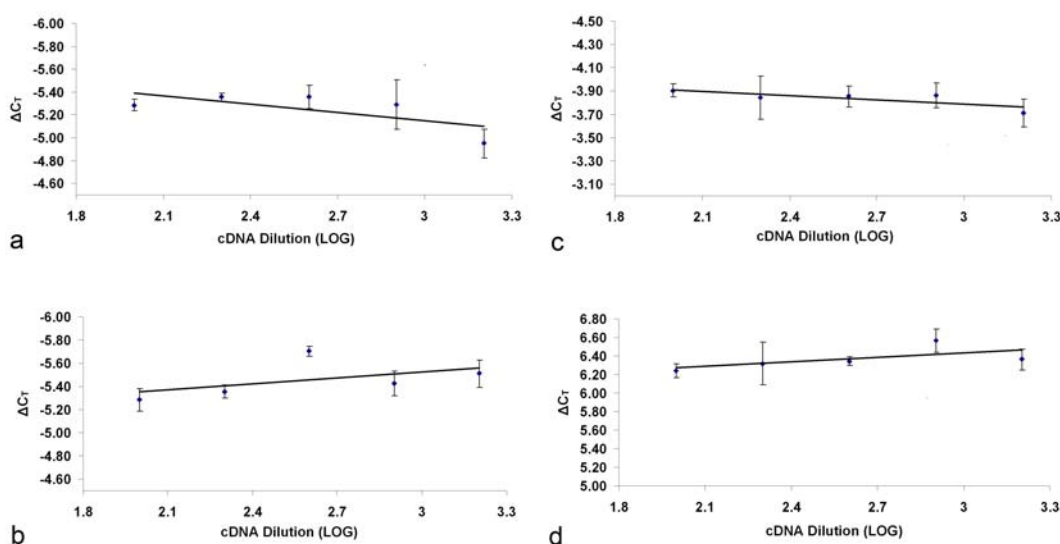 -6.00
-5.80
-5.60
-5.40
-5.20
-5.00
-4.80
-4.60
ΔCT
1.8 2.1 2.4 2.7 3 3.3
cDNA Dilution (LOG)
a
-4.50
-4.30
-4.10
-3.90
-3.70
-3.50
-3.30
-3.10
ΔCT
1.8 2.1 2.4 2.7 3 3.3
cDNA Dilution (LOG)
c
-6.00
-5.80
-5.60
-5.40
-5.20
-5.00
-4.80
-4.60
ΔCT
1.8 2.1 2.4 2.7 3 3.3
cDNA Dilution (LOG)
b
6.80
6.60
6.40
6.20
6.00
5.80
5.60
5.40
5.20
5.00
ΔCT
1.8 2.1 2.4 2.7 3 3.3
cDNA Dilution (LOG)
d